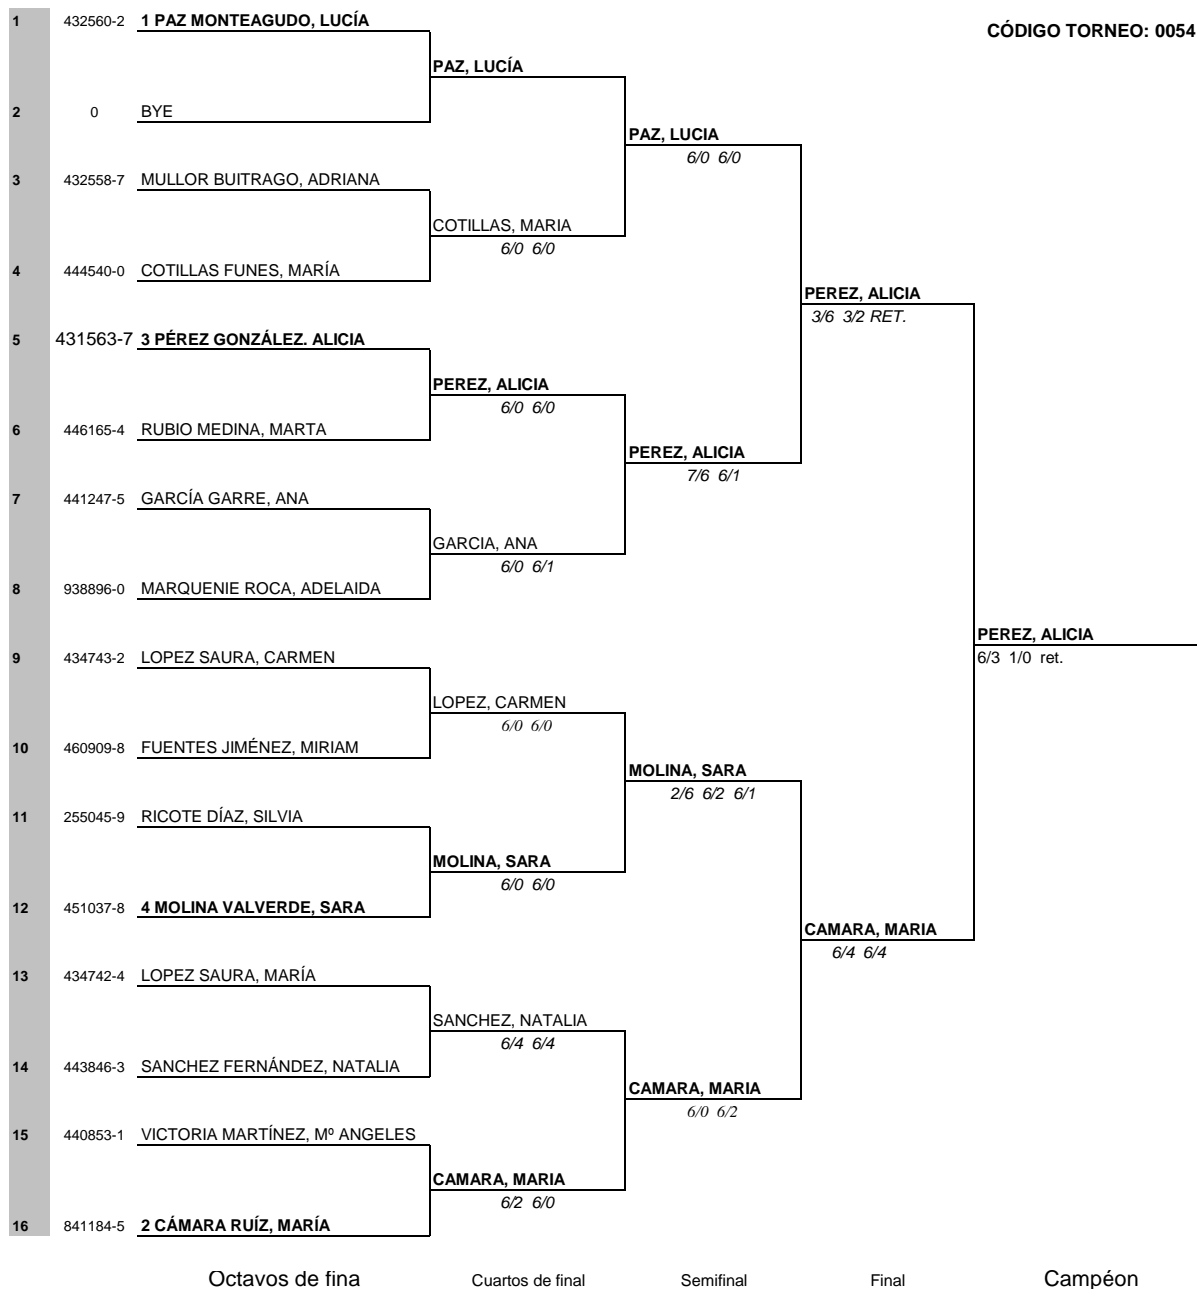 1 432560-2 1 PAZ MONTEAGUDO, LUCÍA
CÓDIGO TORNEO: 0054
PAZ, LUCÍA
2 0 BYE
PAZ, LUCIA
6/0 6/0
3 432558-7 MULLOR BUITRAGO, ADRIANA
COTILLAS, MARIA
6/0 6/0
4 444540-0 COTILLAS FUNES, MARÍA
PEREZ, ALICIA
3/6 3/2 RET.
5 431563-7 3 PÉREZ GONZÁLEZ. ALICIA
PEREZ, ALICIA
6/0 6/0
6 446165-4 RUBIO MEDINA, MARTA
PEREZ, ALICIA
7/6 6/1
7 441247-5 GARCÍA GARRE, ANA
GARCIA, ANA
6/0 6/1
8 938896-0 MARQUENIE ROCA, ADELAIDA
PEREZ, ALICIA
6/3 1/0 ret.
9 434743-2 LOPEZ SAURA, CARMEN
LOPEZ, CARMEN
6/0 6/0
10 460909-8 FUENTES JIMÉNEZ, MIRIAM
MOLINA, SARA
2/6 6/2 6/1
11 255045-9 RICOTE DÍAZ, SILVIA
MOLINA, SARA
6/0 6/0
12 451037-8 4 MOLINA VALVERDE, SARA
CAMARA, MARIA
6/4 6/4
13 434742-4 LOPEZ SAURA, MARÍA
SANCHEZ, NATALIA
6/4 6/4
14 443846-3 SANCHEZ FERNÁNDEZ, NATALIA
CAMARA, MARIA
6/0 6/2
15 440853-1 VICTORIA MARTÍNEZ, Mº ANGELES
CAMARA, MARIA
6/2 6/0
16 841184-5 2 CÁMARA RUÍZ, MARÍA
Octavos de fina Cuartos de final Semifinal Final Campéon